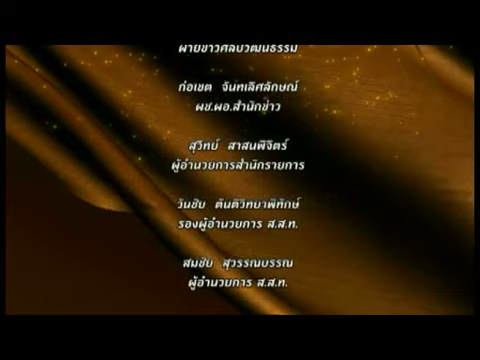 ฝ่ายข่าวศิลปวัฒนธรรม
ก่อเขต จันทเลิศลักษณ์
ผช.ผอ.สำนักข่าว
สุวิทย์ สาสนพิจิตร์
ผู้อำนวยการสำนักรายการ
วันชัย ตันติวิทยาพิทักษ์
รองผู้อำนวยการ ส.ส.ท.
สมชัย สุวรรณบรรณ
ผู้อำนวยการ ส.ส.ท.